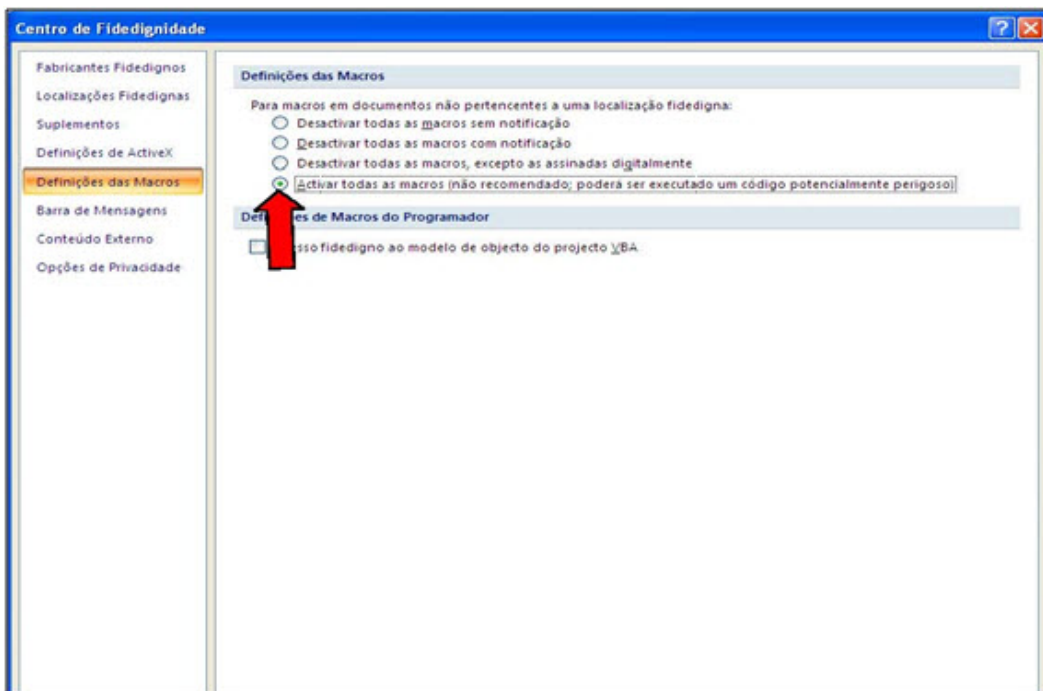 Centro de Fidedignidade
Fabricantes Fidedignos
Localizações Fidedignas
Suplementos
Definições de ActiveX
Definições das Macros
Barra de Mensagens
Conteúdo Externo
Opções de Privacidade
Definições das Macros
Para macros em documentos não pertencentes a uma localização fidedigna:
Desactivar todas as macros sem notificação
Desactivar todas as macros com notificação
Desactivar todas as macros, excepto as assinadas digitalmente
Activar todas as macros (não recomendado; poderá ser executado um código potencialmente perigoso)
de Macros do Programador
fidedigno ao modelo de objecto do projecto VBA